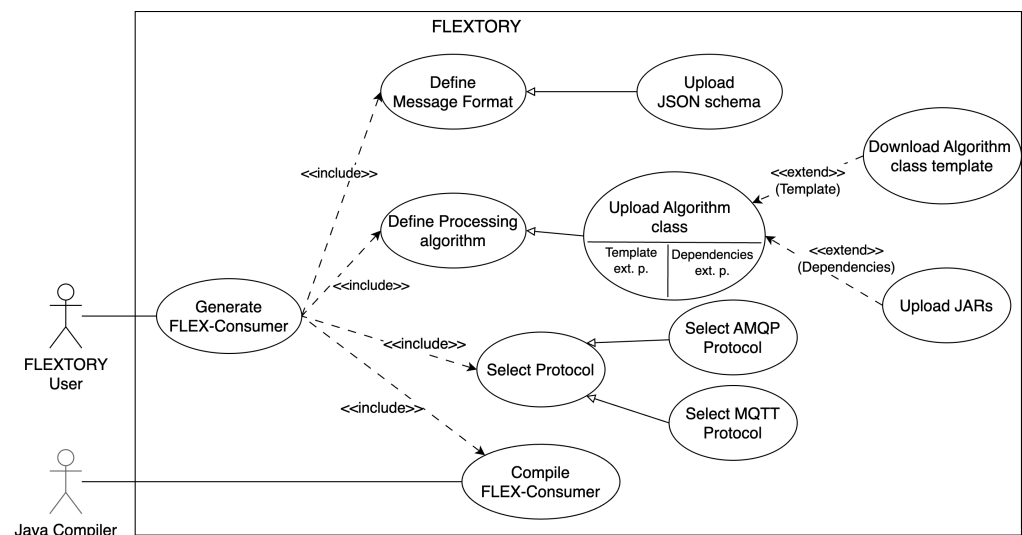 FLEXTORY
Define
Message Format
Upload
JSON schema
Download Algorithm
class template
<<include>>
<<extend>>
(Template)
Define Processing
algorithm
Upload Algorithm
class
Template
ext. p.
Dependencies
ext. p.
<<extend>>
(Dependencies)
<<include>>
Upload JARs
Generate
FLEX-Consumer
FLEXTORY
User
<<include>>
Select Protocol
Select AMQP
Protocol
Select MQTT
Protocol
<<include>>
Compile
FLEX-Consumer
Java Compiler